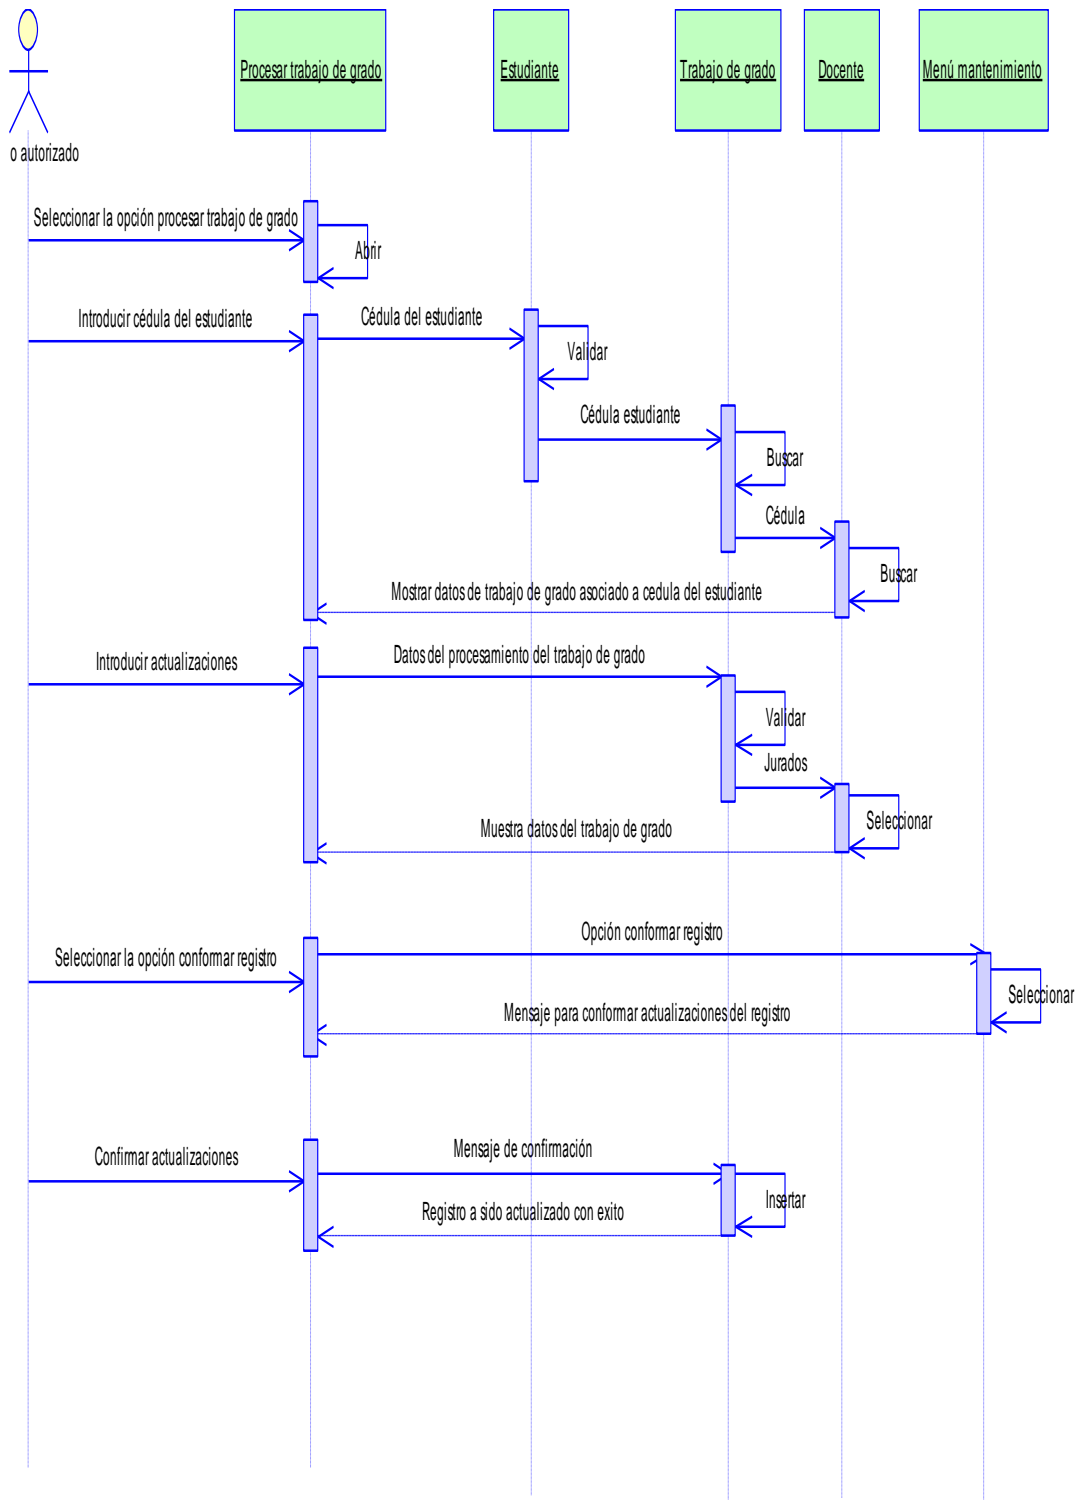 Procesar trabajo de grado
Estudiante
Trabajo de grado
Docente
Menú mantenimiento
o autorizado
Seleccionar la opción procesar trabajo de grado
Abrir
Introducir cédula del estudiante
Cédula del estudiante
Validar
Cédula estudiante
Buscar
Cédula
Buscar
Mostrar datos de trabajo de grado asociado a cedula del estudiante
Introducir actualizaciones
Datos del procesamiento del trabajo de grado
Validar
Jurados
Seleccionar
Muestra datos del trabajo de grado
Seleccionar la opción conformar registro
Opción conformar registro
Seleccionar
Mensaje para conformar actualizaciones del registro
Confirmar actualizaciones
Mensaje de confirmación
Insertar
Registro a sido actualizado con exito